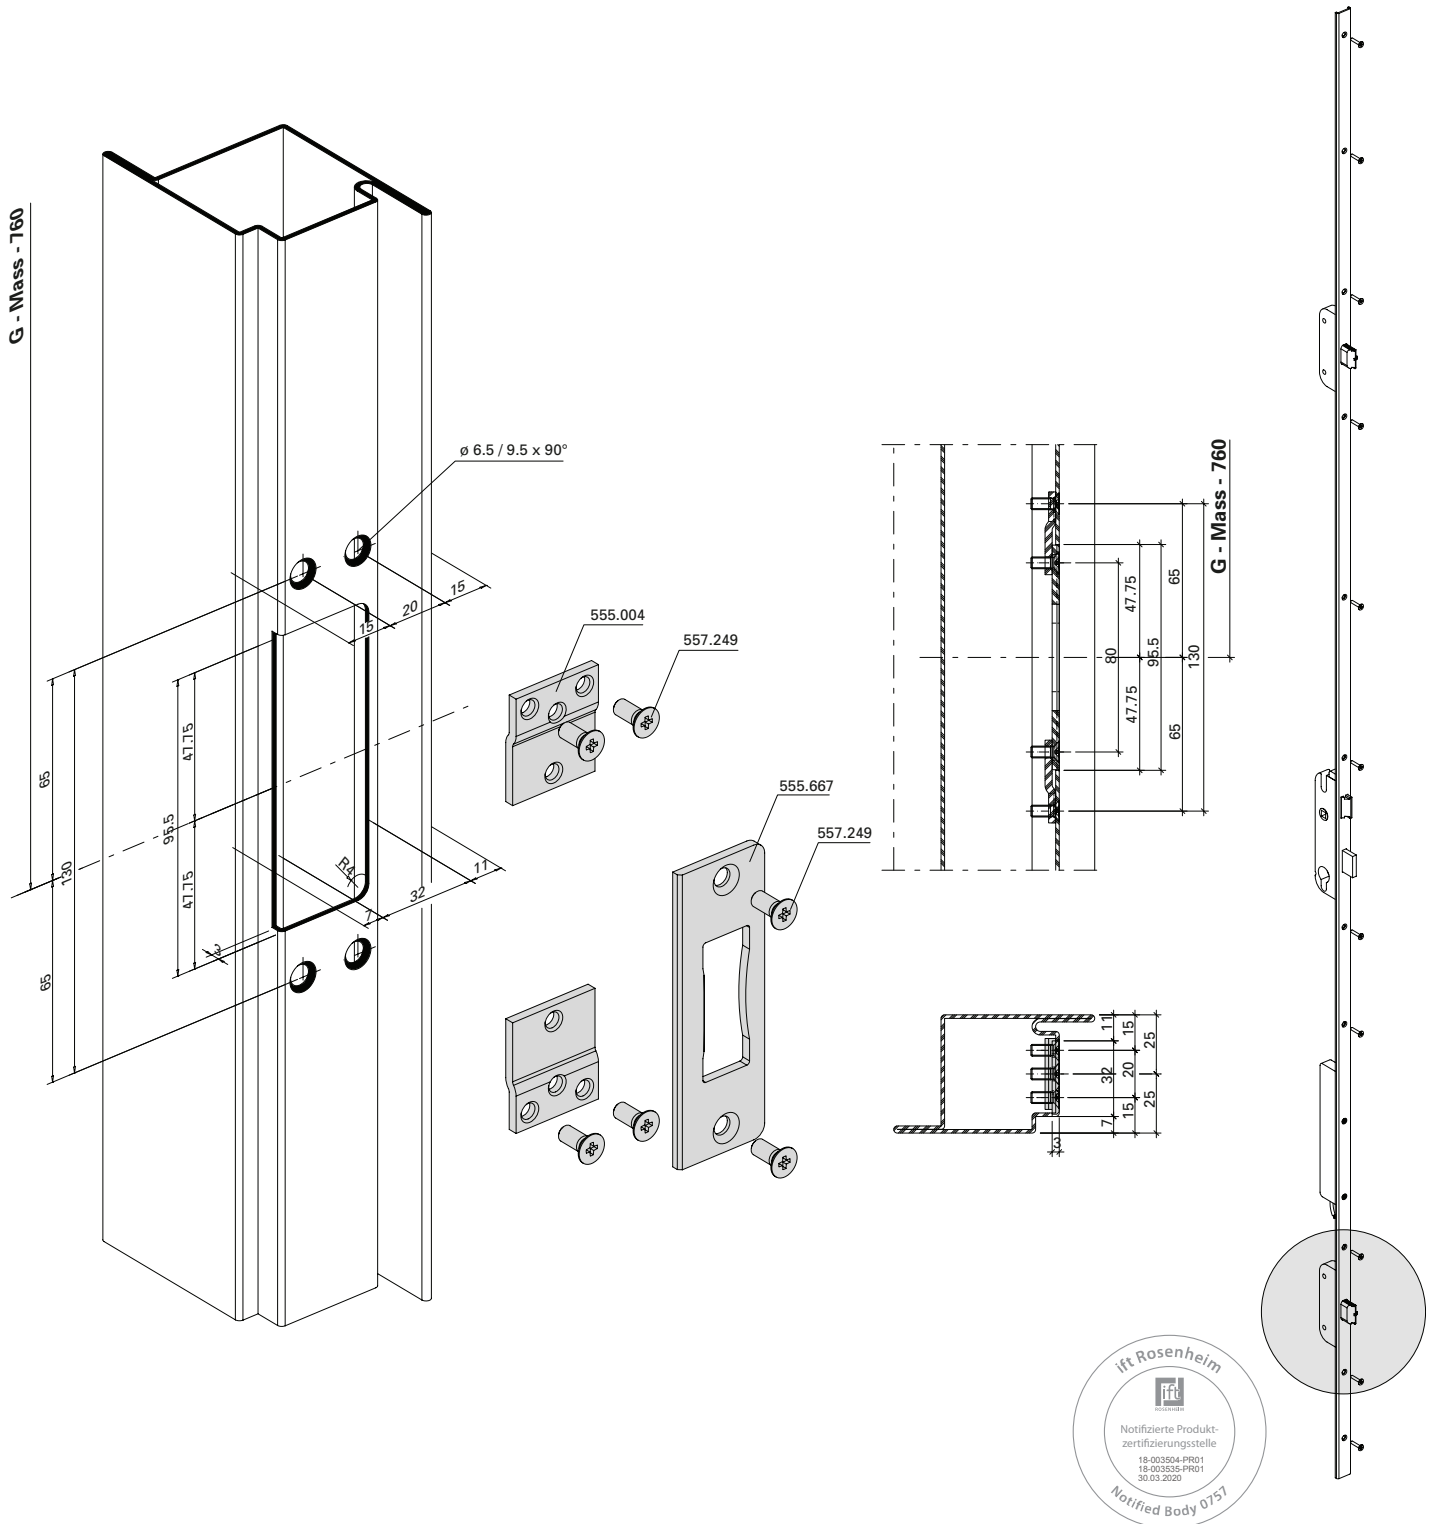 G - Mass - 760
ø 6.5 / 9.5 x 90°
15
20
15
555.004
557.249
65
130
95.5
47.75
47.75
65
3
R4
7
32
11
555.667
557.249
G - Mass - 760
80
47.75
47.75
95.5
65
65
130
11
32
7
15
20
15
25
25
3
ift Rosenheim
ift
ROSENHEIM
Notifizierte Produkt-
zertifizierungsstelle
18-003504-PR01
18-003535-PR01
30.03.2020
Notified Body 0757